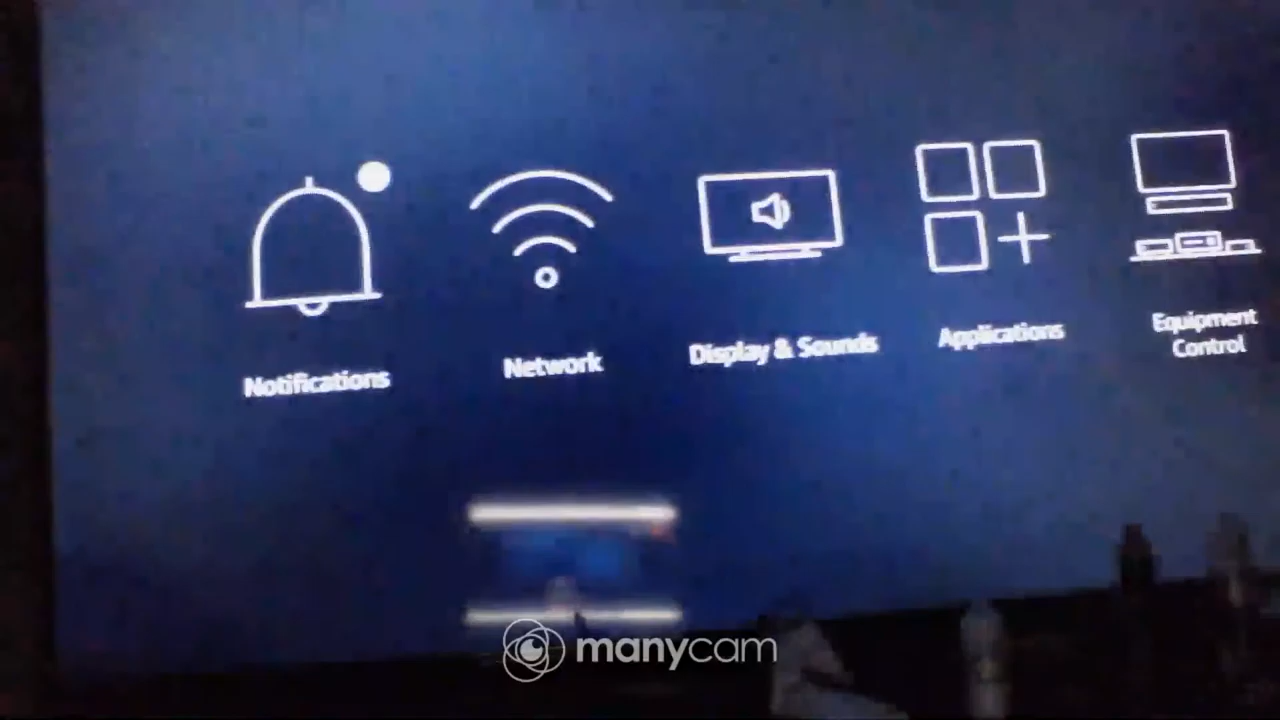 Notifications
Network
Display & Sounds
Applications
Equipment
Control
manycam